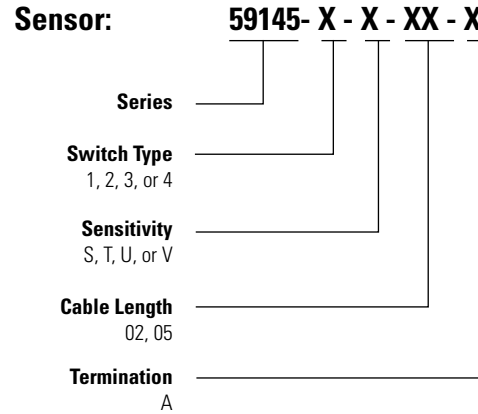 Sensor: 59145- X - X - XX - X
Series
Switch Type
1, 2, 3, or 4
Sensitivity
S, T, U, or V
Cable Length
02, 05
Termination
A